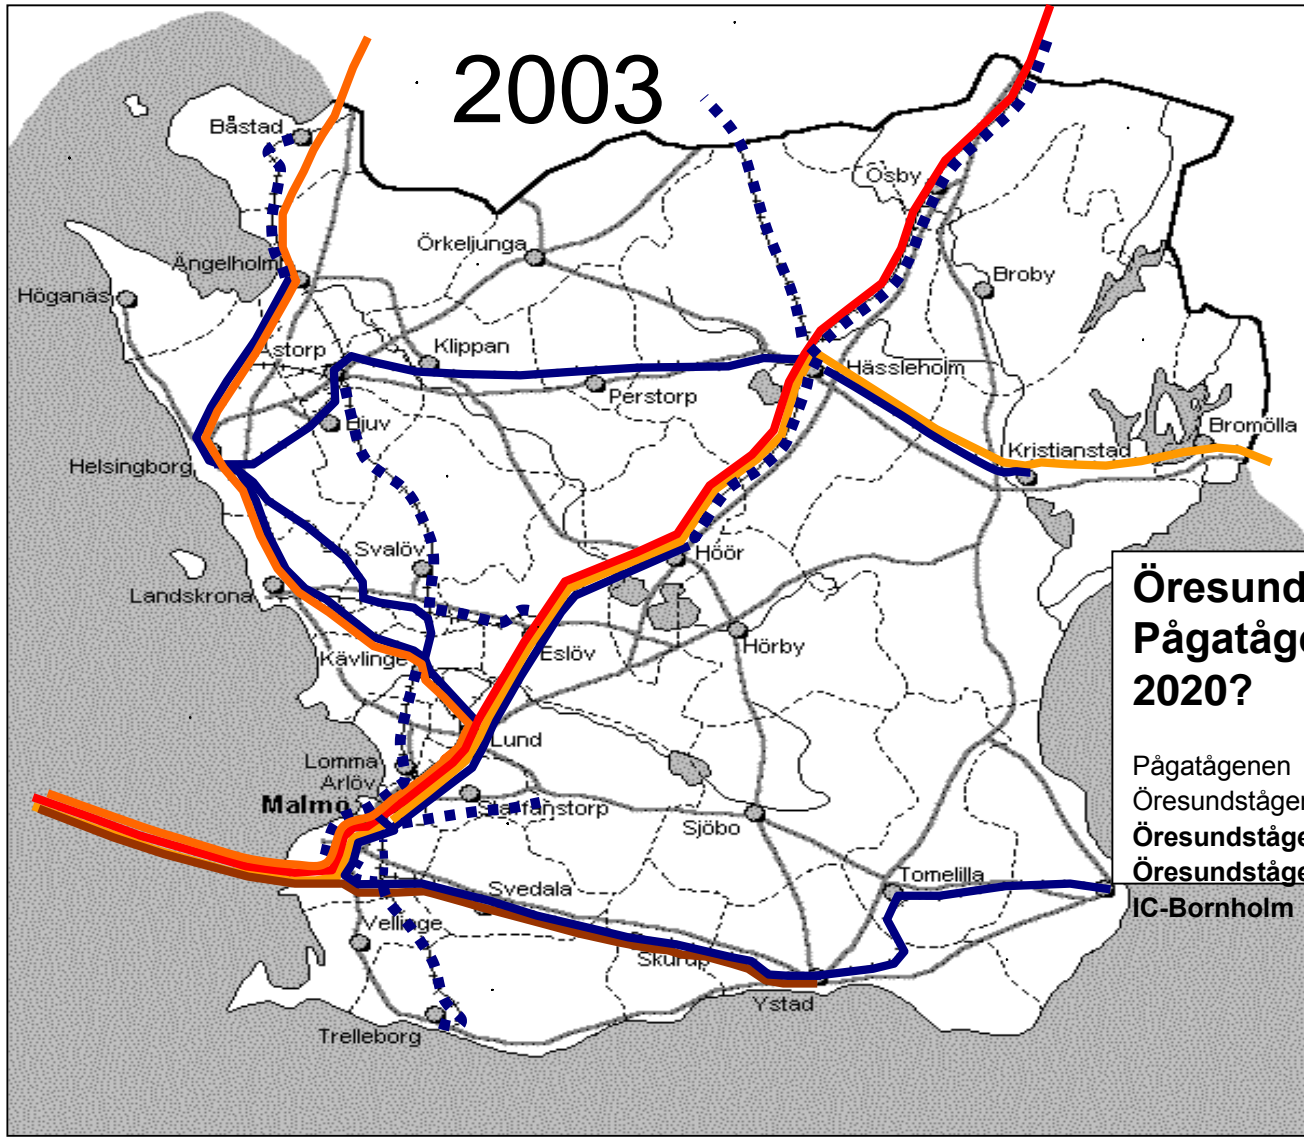 2003
Båstad
Osby
Örkeljunga
Ängelholm
Höganäs
Broby
Klippan
Åstorp
Hässleholm
Perstorp
Bjuv
Bromölla
Helsingborg
Kristianstad
Svalöv
Höör
Landskrona
Hörby
Kävlinge
Eslöv
Lund
Lomma
Arlöv
Malmö
Staffanstorp
Sjöbo
Tomelilla
Svedala
Vellinge
Skurup
Ystad
Trelleborg
Öresund
Pågatåge
2020?
Pågatågenen
Öresundståger
Öresundståge
Öresundståge
IC-Bornholm